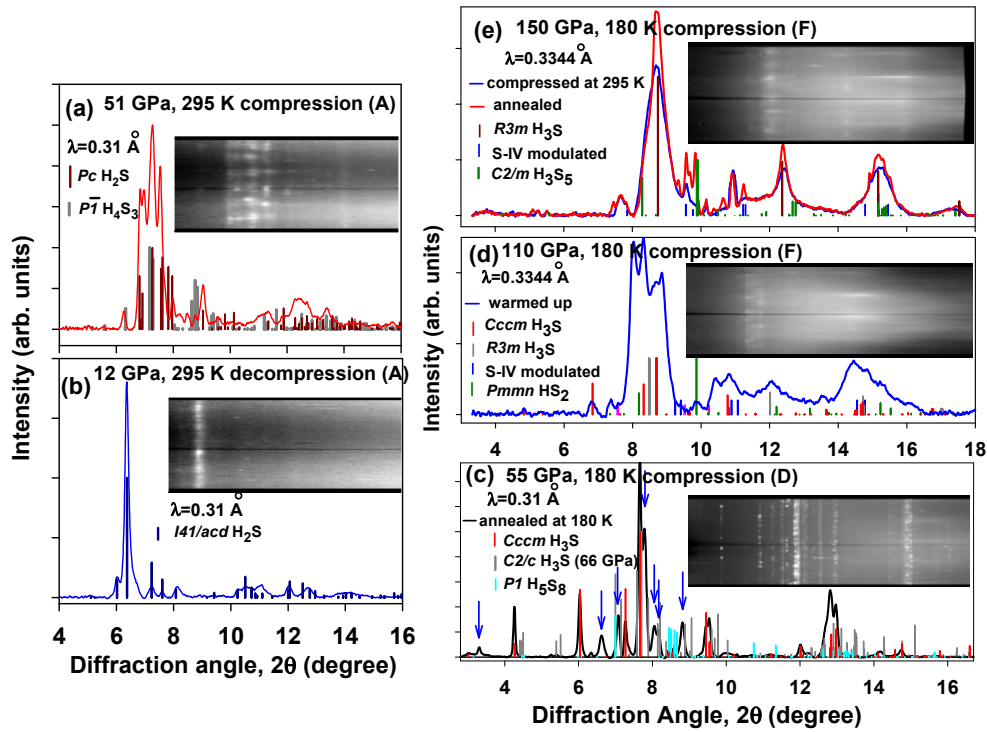 (a)
51 GPa, 295 K compression (A)
λ=0.31 Å
Pc H2S
P1̄ H4S3
(b)
12 GPa, 295 K decompression (A)
λ=0.31 Å
I41/acd H2S
4 6 8 10 12 14 16
Diffraction angle, 2θ (degree)
Intensity (arb. units)
(e)
150 GPa, 180 K compression (F)
λ=0.3344 Å
compressed at 295 K
annealed
R3m H3S
S-IV modulated
C2/m H3S5
(d)
110 GPa, 180 K compression (F)
λ=0.3344 Å
warmed up
Cccm H3S
R3m H3S
S-IV modulated
Pmmn HS2
6 8 10 12 14 16 18
(c)
55 GPa, 180 K compression (D)
λ=0.31 Å
annealed at 180 K
Cccm H3S
C2/c H3S (66 GPa)
P1 H5S8
4 6 8 10 12 14 16
Diffraction Angle, 2θ (degree)
Intensity (arb. units)